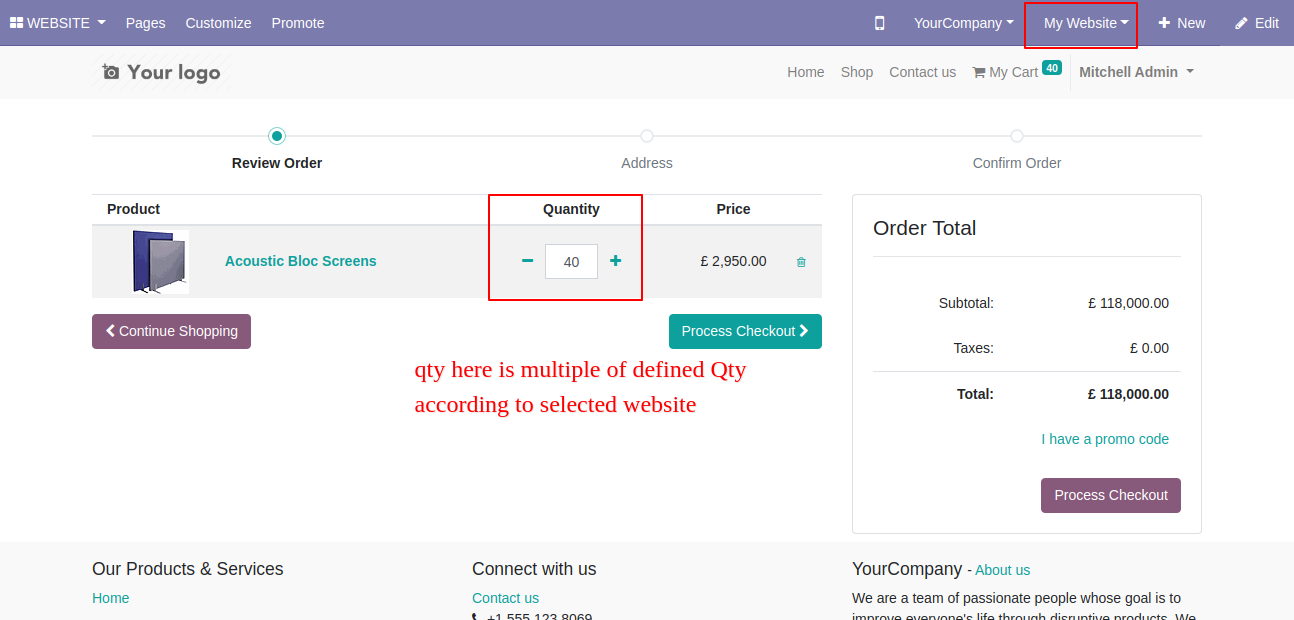 WEBSITE Pages Customize Promote YourCompany My Website New Edit
Your logo Home Shop Contact us My Cart 40 Mitchell Admin
Review Order Address Confirm Order
Product Quantity Price
Acoustic Bloc Screens 40 £ 2,950.00
Continue Shopping Process Checkout
qty here is multiple of defined Qty
according to selected website
Order Total
Subtotal: £ 118,000.00
Taxes: £ 0.00
Total: £ 118,000.00
I have a promo code
Process Checkout
Our Products & Services
Home
Connect with us
Contact us
+1 555 123 8069
YourCompany - About us
We are a team of passionate people whose goal is to
improve everyone's life through disruptive products. We